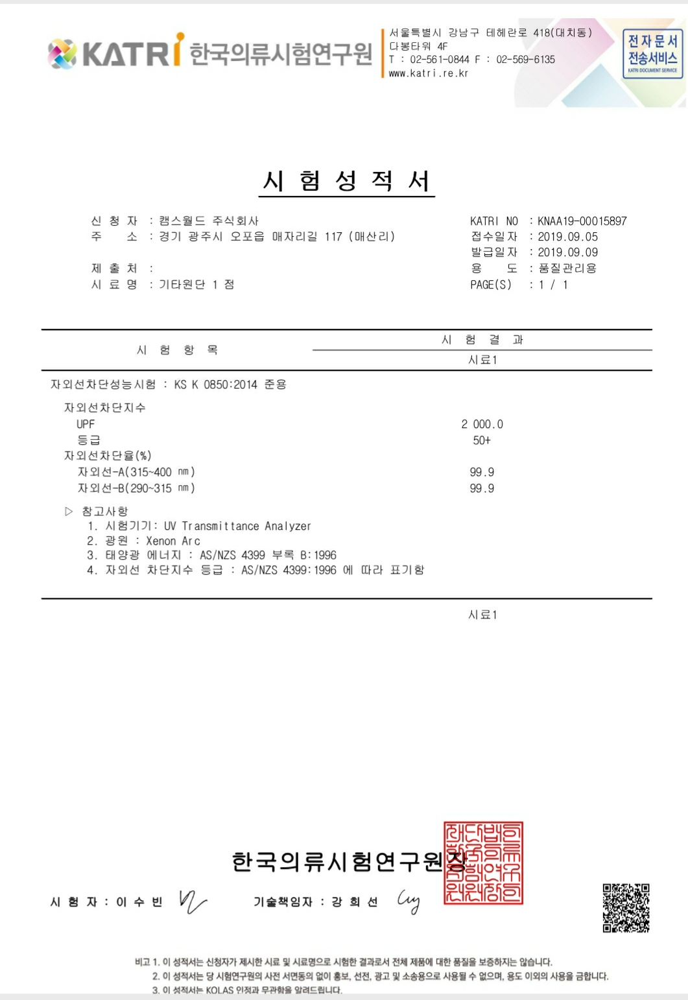 KATRI 한국의류시험연구원
서울특별시 강남구 테헤란로 418(대치동)
다봉타워 4F
T : 02-561-0844 F : 02-569-6135
www.katri.re.kr
전자문서
전송서비스
KATRI DOCUMENT SERVICE
시 험 성 적 서
신 청 자 : 캠스월드 주식회사
주 소 : 경기 광주시 오포읍 매자리길 117 (매산리)
제 출 처 :
시 료 명 : 기타원단 1 점
KATRI NO : KNAA19-00015897
접수일자 : 2019.09.05
발급일자 : 2019.09.09
용 도 : 품질관리용
PAGE(S) : 1 / 1
시 험 항 목
시 험 결 과
시료1
자외선차단성능시험 : KS K 0850:2014 준용
자외선차단지수
UPF 2 000.0
등급 50+
자외선차단율(%)
자외선-A(315~400 ㎚) 99.9
자외선-B(290~315 ㎚) 99.9
▷ 참고사항
1. 시험기기: UV Transmittance Analyzer
2. 광원 : Xenon Arc
3. 태양광 에너지 : AS/NZS 4399 부록 B:1996
4. 자외선 차단지수 등급 : AS/NZS 4399:1996 에 따라 표기함
시료1
한국의류시험연구원장
시 험 자 : 이 수 빈
기술책임자 : 강 희 선
비고 1. 이 성적서는 신청자가 제시한 시료 및 시료명으로 시험한 결과로서 전체 제품에 대한 품질을 보증하지는 않습니다.
2. 이 성적서는 당 시험연구원의 사전 서면동의 없이 홍보, 선전, 광고 및 소송용으로 사용될 수 없으며, 용도 이외의 사용을 금합니다.
3. 이 성적서는 KOLAS 인정과 무관함을 알려드립니다.